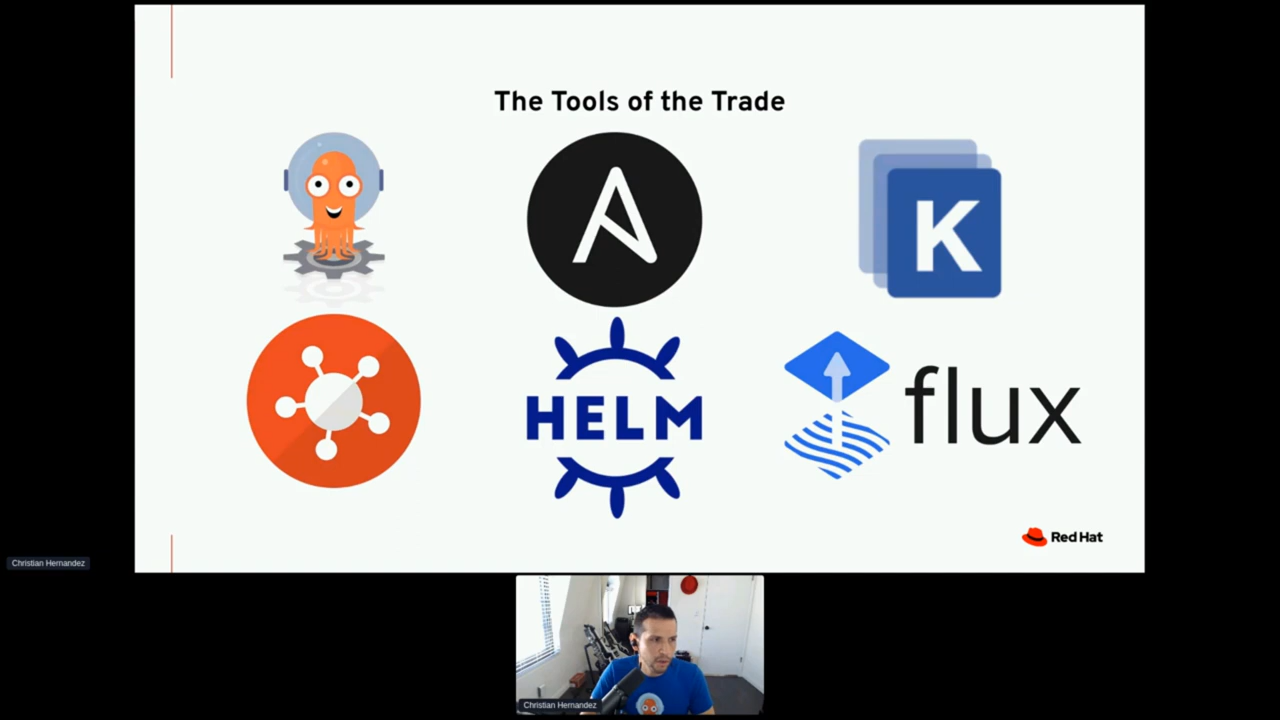 The Tools of the Trade
K
HELM
flux
Red Hat
Christian Hernandez
Christian Hernandez